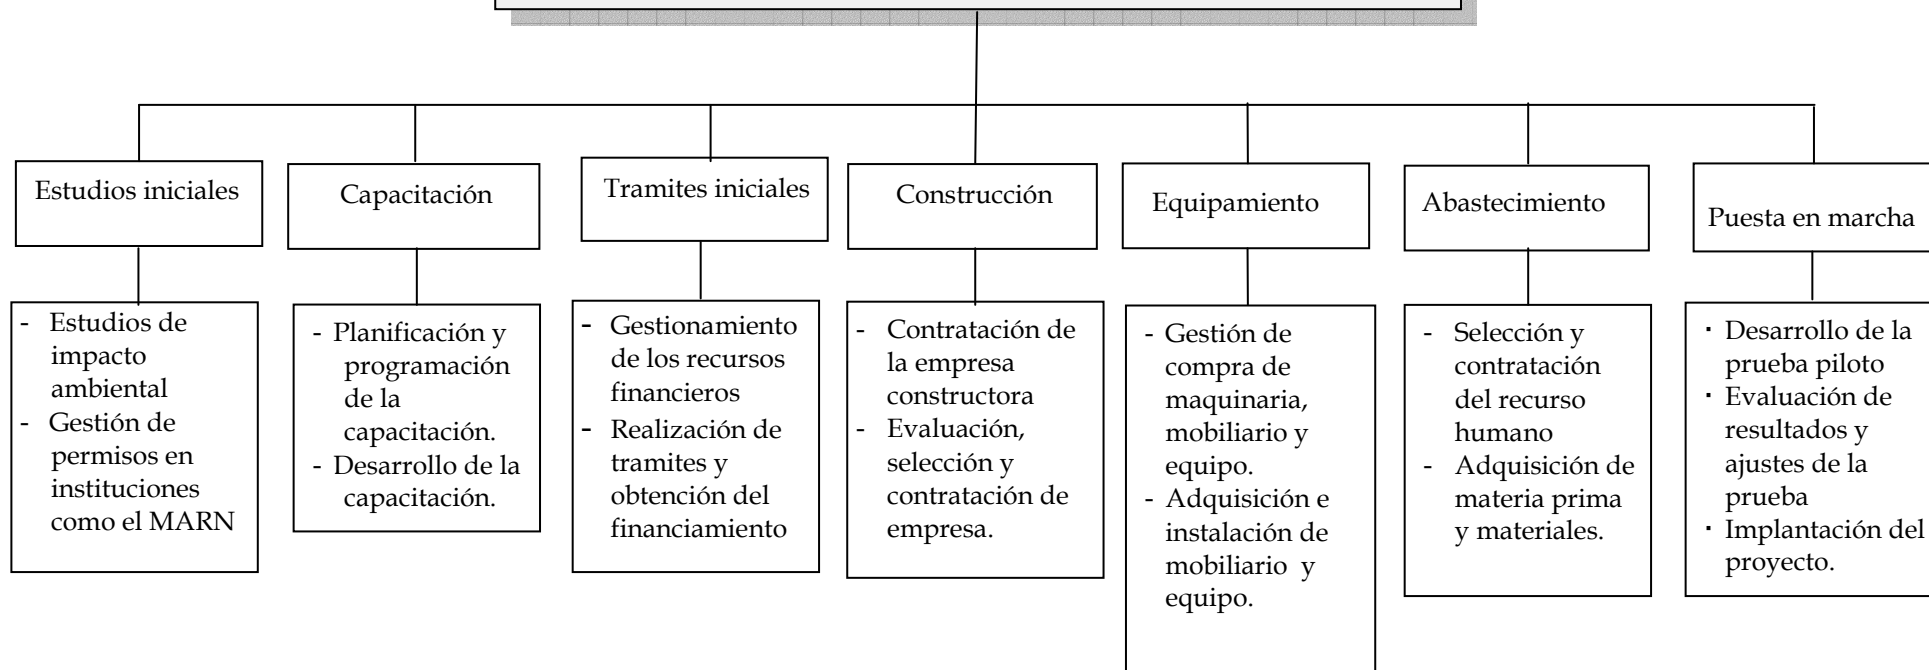 Estudios iniciales
Capacitación
Tramites iniciales
Construcción
Equipamiento
Abastecimiento
Puesta en marcha
- Estudios de
impacto
ambiental
- Gestión de
permisos en
instituciones
como el MARN
- Planificación y
programación
de la
capacitación.
- Desarrollo de la
capacitación.
- Gestionamiento
de los recursos
financieros
- Realización de
tramites y
obtención del
financiamiento
- Contratación de
la empresa
constructora
- Evaluación,
selección y
contratación de
empresa.
- Gestión de
compra de
maquinaria,
mobiliario y
equipo.
- Adquisición e
instalación de
mobiliario y
equipo.
- Selección y
contratación
del recurso
humano
- Adquisición de
materia prima
y materiales.
· Desarrollo de la
prueba piloto
· Evaluación de
resultados y
ajustes de la
prueba
· Implantación del
proyecto.